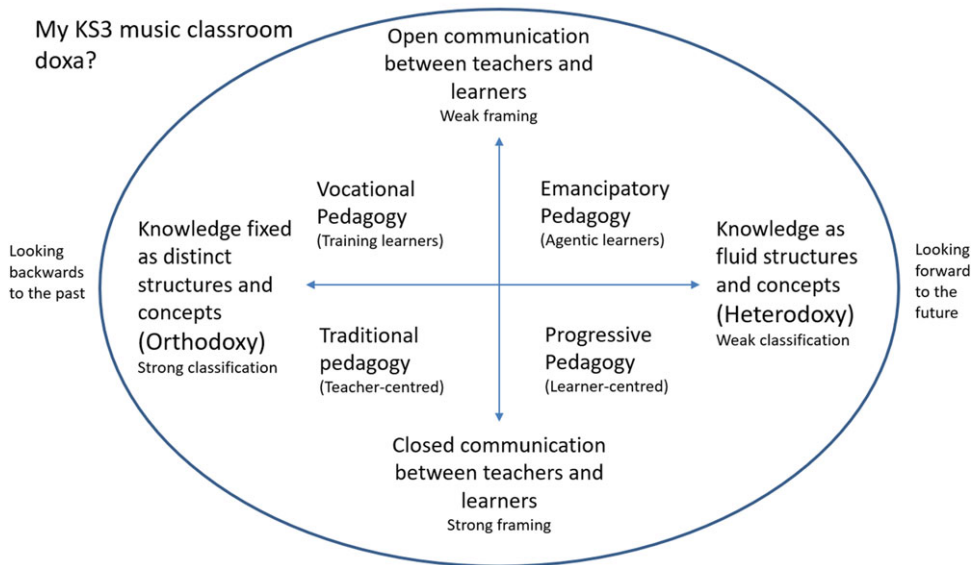 My KS3 music classroom
doxa?
Open communication
between teachers and
learners
Weak framing
Vocational
Pedagogy
(Training learners)
Emancipatory
Pedagogy
(Agentic learners)
Looking
backwards
to the past
Knowledge fixed
as distinct
structures and
concepts
(Orthodoxy)
Strong classification
Knowledge as
fluid structures
and concepts
(Heterodoxy)
Weak classification
Looking
forward
to the
future
Traditional
pedagogy
(Teacher-centred)
Progressive
Pedagogy
(Learner-centred)
Closed communication
between teachers and
learners
Strong framing